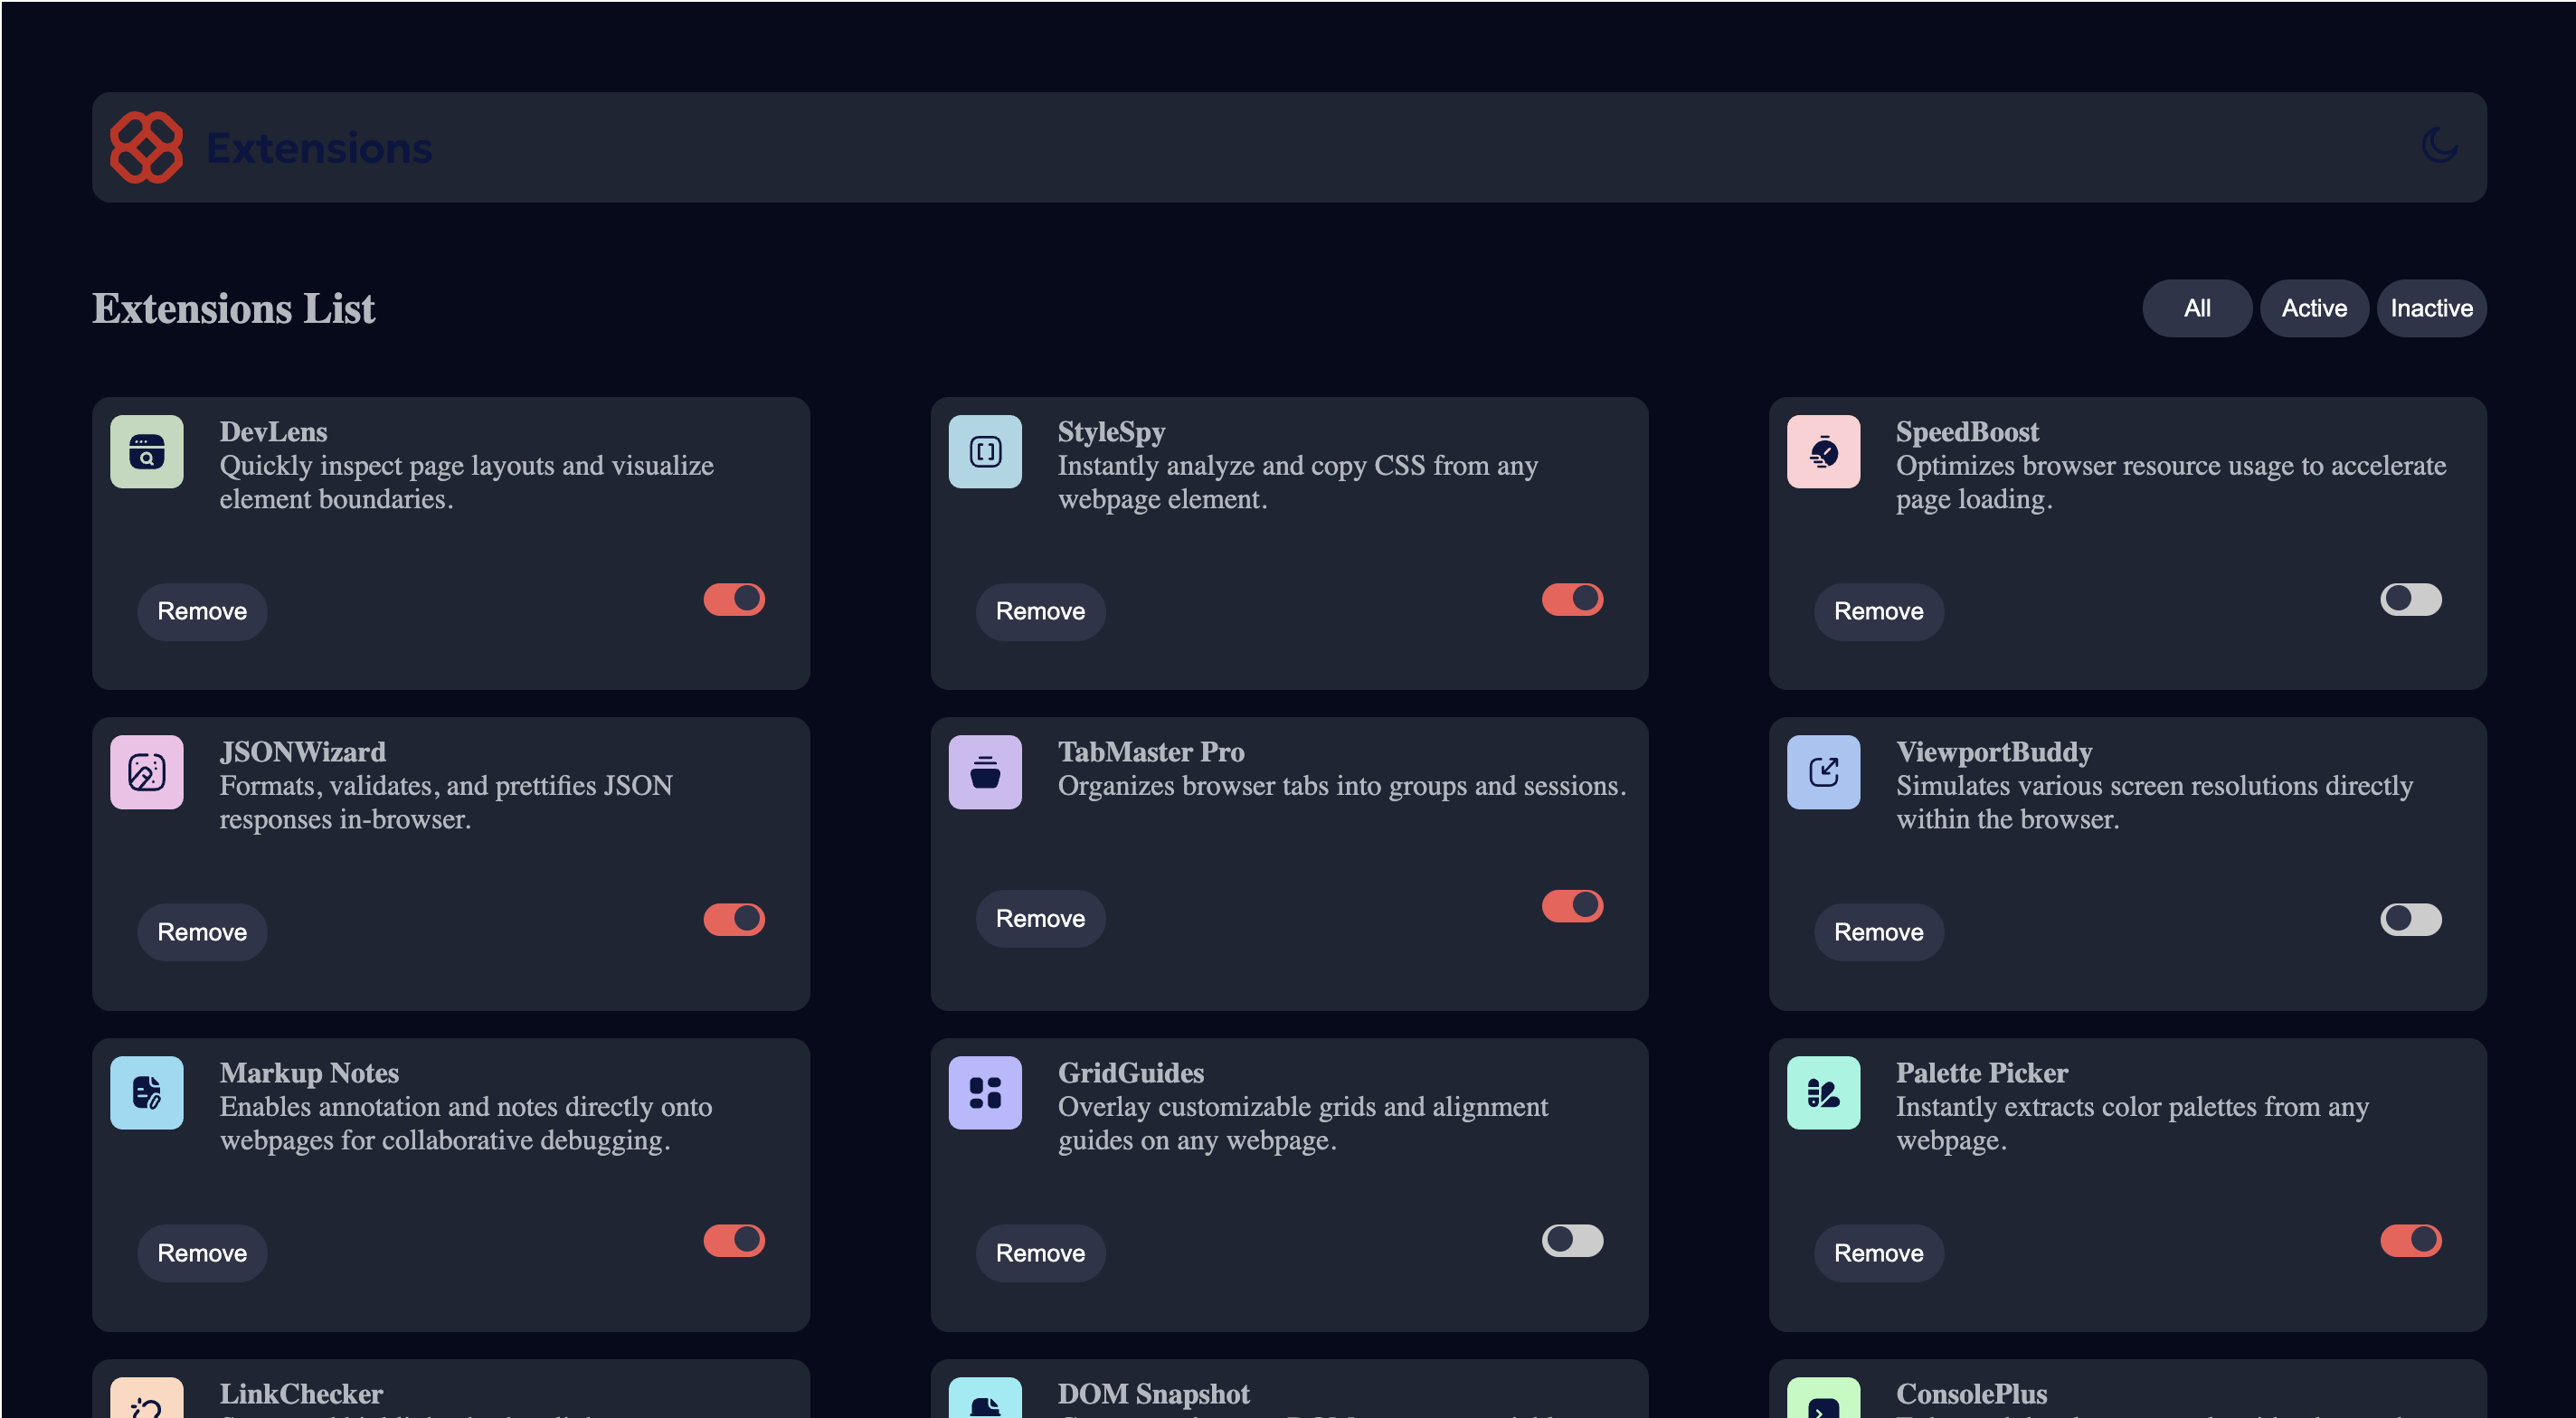 Extensions
Extensions List
All
Active
Inactive
DevLens
Quickly inspect page layouts and visualize
element boundaries.
Remove
StyleSpy
Instantly analyze and copy CSS from any
webpage element.
Remove
SpeedBoost
Optimizes browser resource usage to accelerate
page loading.
Remove
JSONWizard
Formats, validates, and prettifies JSON
responses in-browser.
Remove
TabMaster Pro
Organizes browser tabs into groups and sessions.
Remove
ViewportBuddy
Simulates various screen resolutions directly
within the browser.
Remove
Markup Notes
Enables annotation and notes directly onto
webpages for collaborative debugging.
Remove
GridGuides
Overlay customizable grids and alignment
guides on any webpage.
Remove
Palette Picker
Instantly extracts color palettes from any
webpage.
Remove
LinkChecker
DOM Snapshot
ConsolePlus